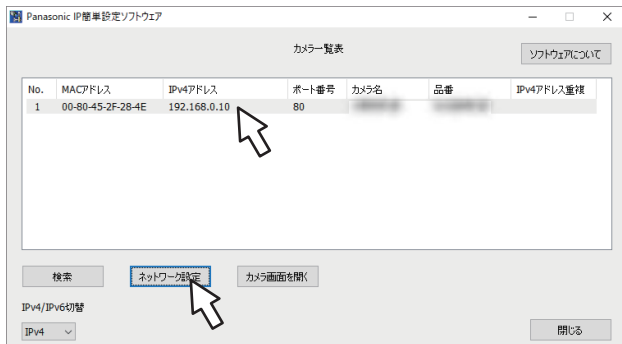 Panasonic IP簡単設定ソフトウェア
カメラ一覧表
ソフトウェアについて
No. MACアドレス IPv4アドレス ポート番号 カメラ名 品番 IPv4アドレス重複
1 00-80-45-2F-28-4E 192.168.0.10 80
検索 ネットワーク設定 カメラ画面を開く
IPv4/IPv6切替
IPv4 閉じる